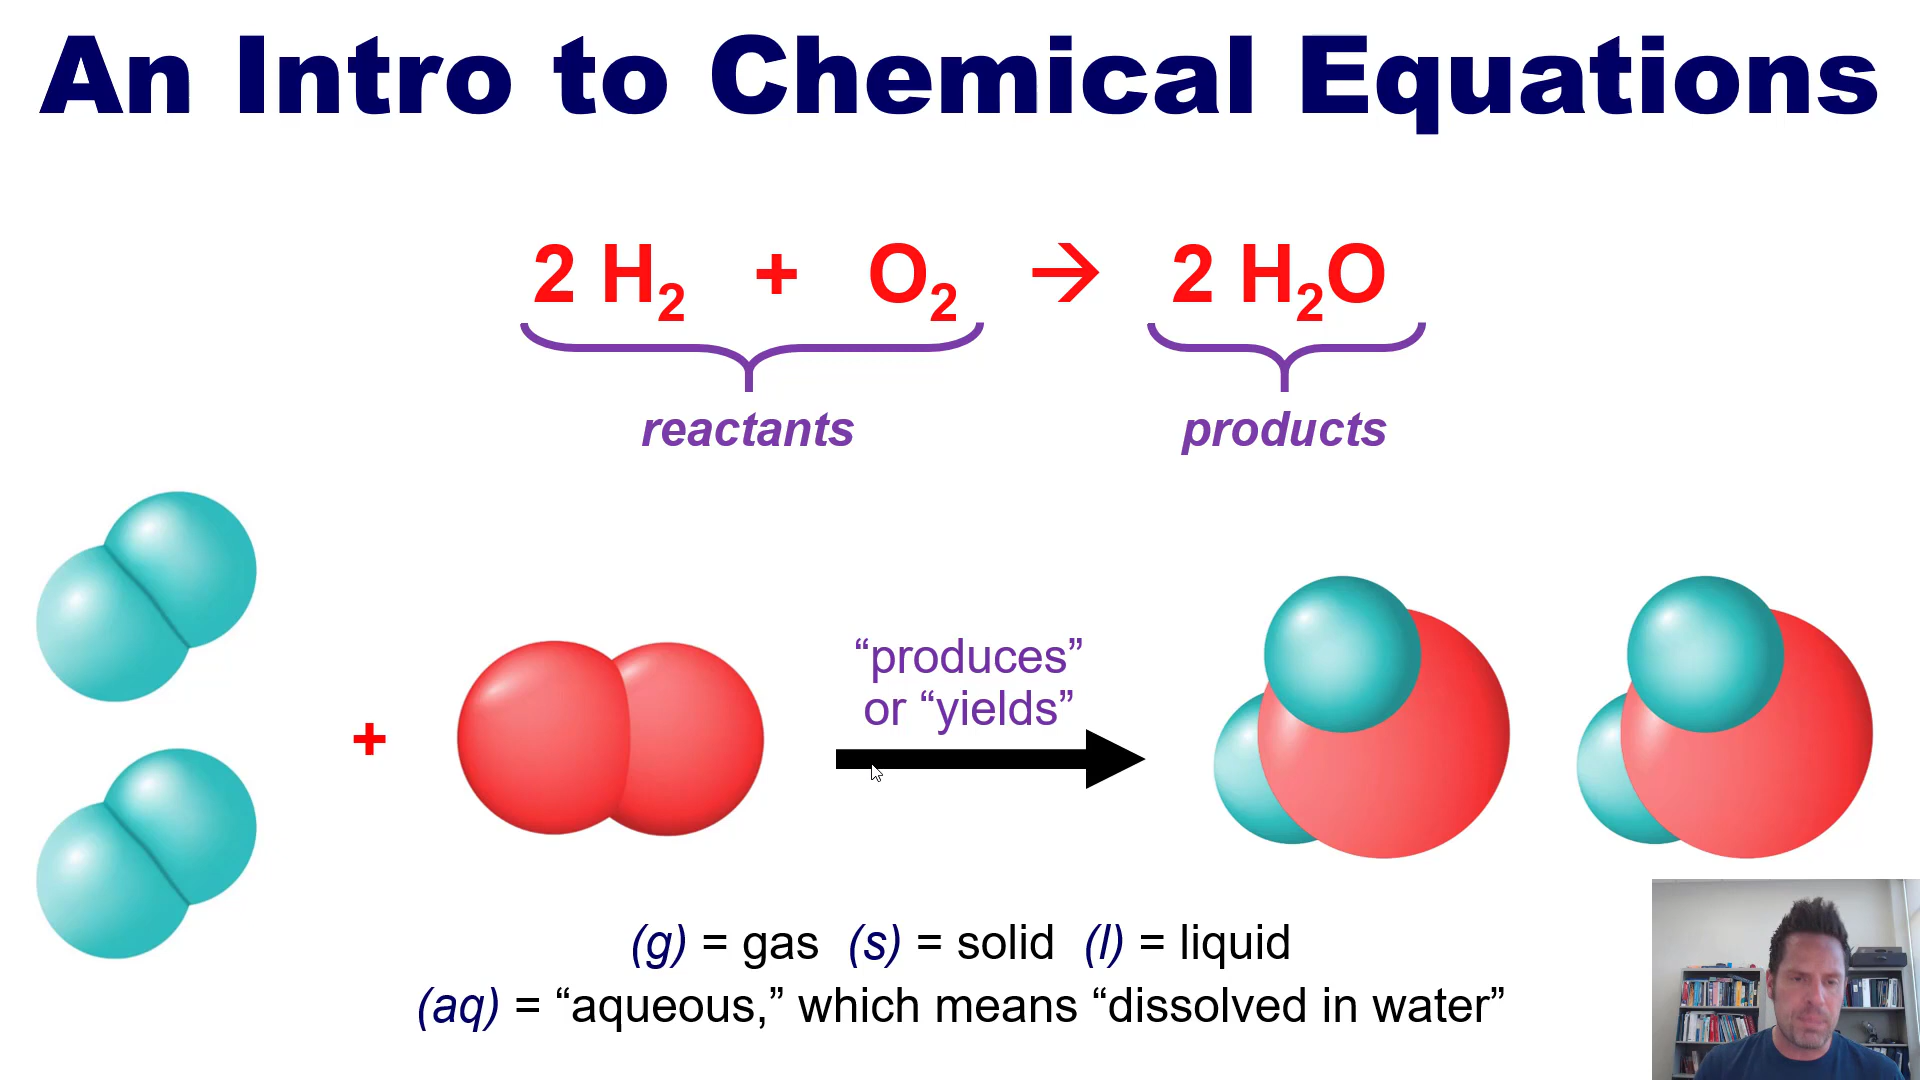 An Intro to Chemical Equations
2 H₂ + O₂ → 2 H₂O
reactants products
“produces”
or “yields”
+
(g) = gas (s) = solid (l) = liquid
(aq) = “aqueous,” which means “dissolved in water”